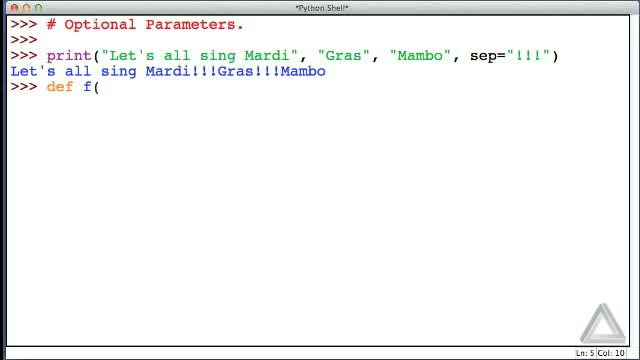 *Python Shell*
>>> # Optional Parameters.
>>>
>>> print("Let's all sing Mardi", "Gras", "Mambo", sep="!!!")
Let's all sing Mardi!!!Gras!!!Mambo
>>> def f(
Ln: 5 Col: 10